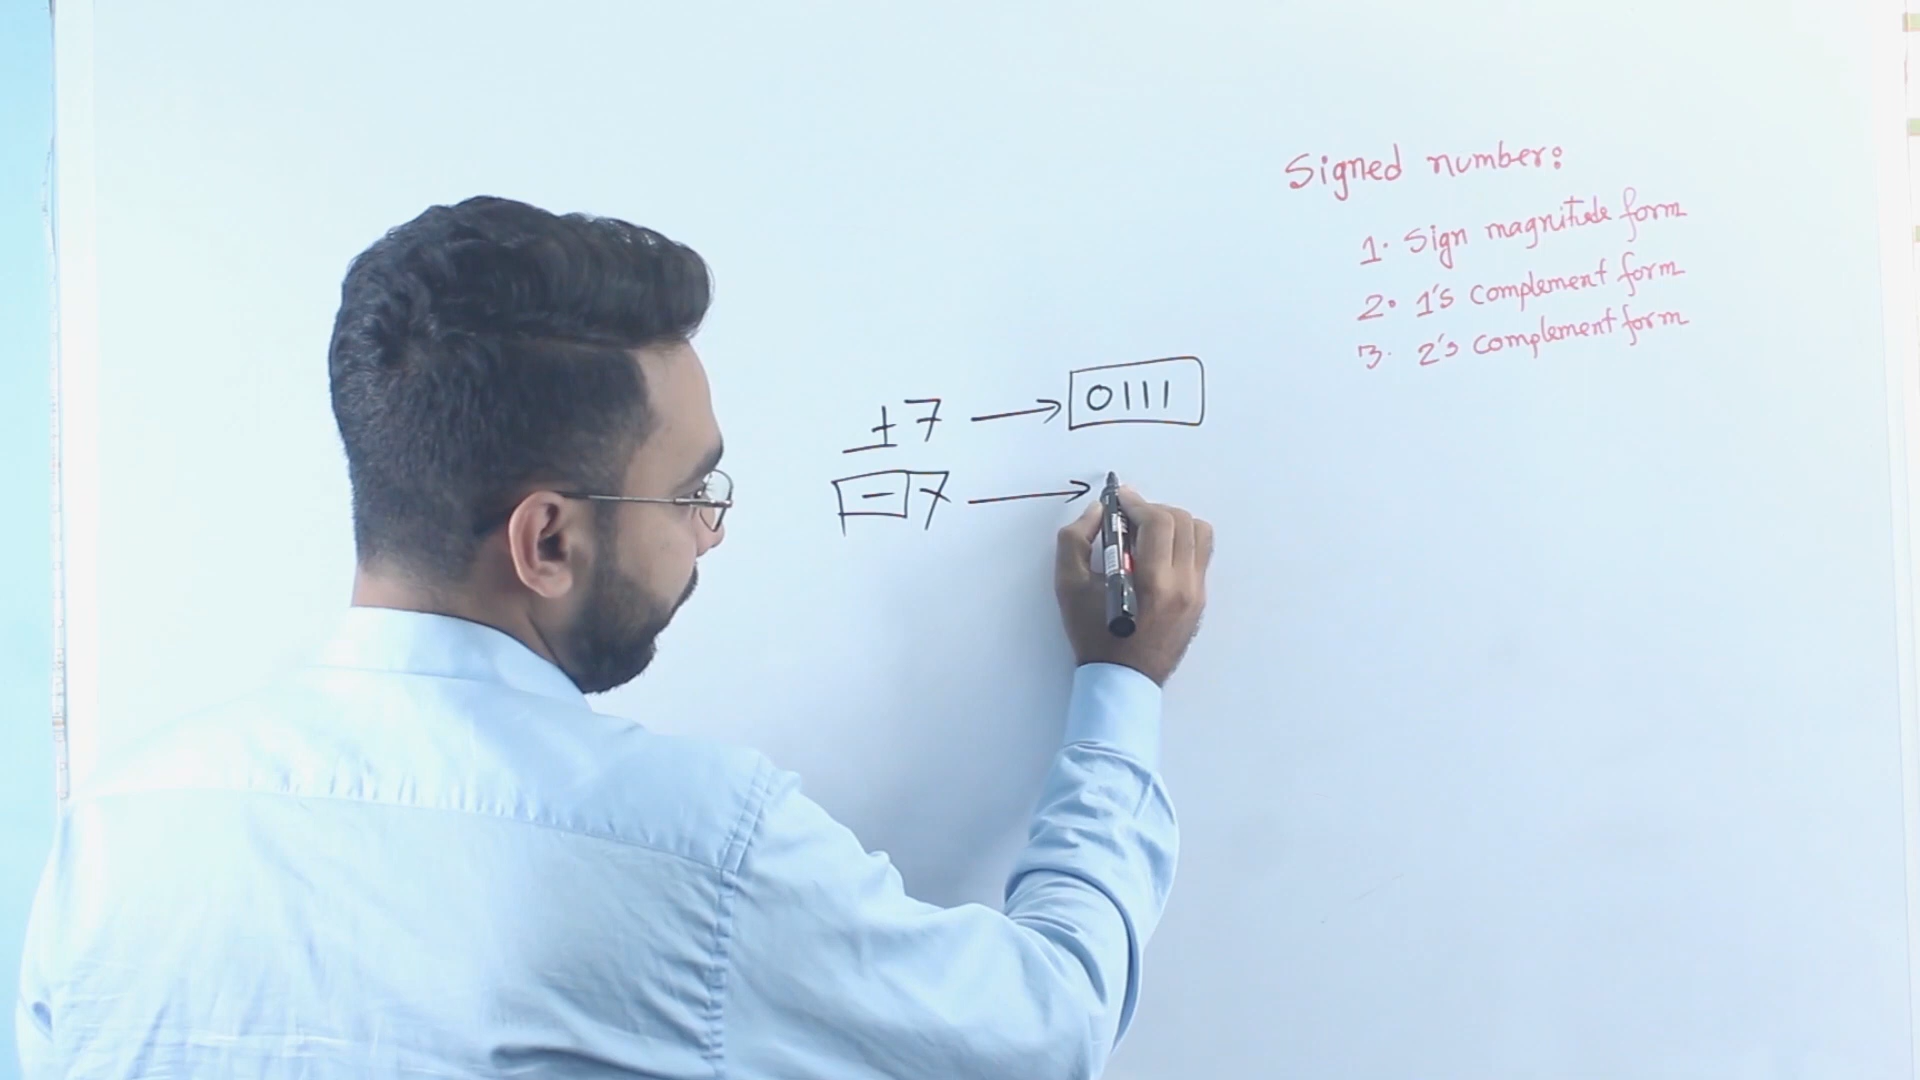 Signed number:
1. Sign magnitude form
2. 1's complement form
3. 2's complement form
+7 → 0111
-7 →